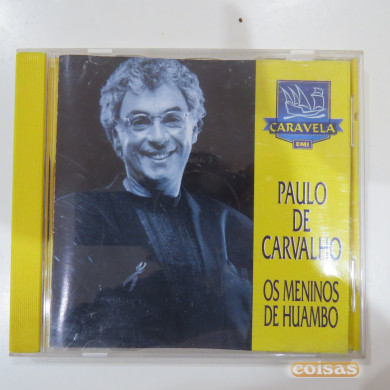 CARAVELA
EMI
PAULO
DE
CARVALHO
OS MENINOS
DE HUAMBO
coisas